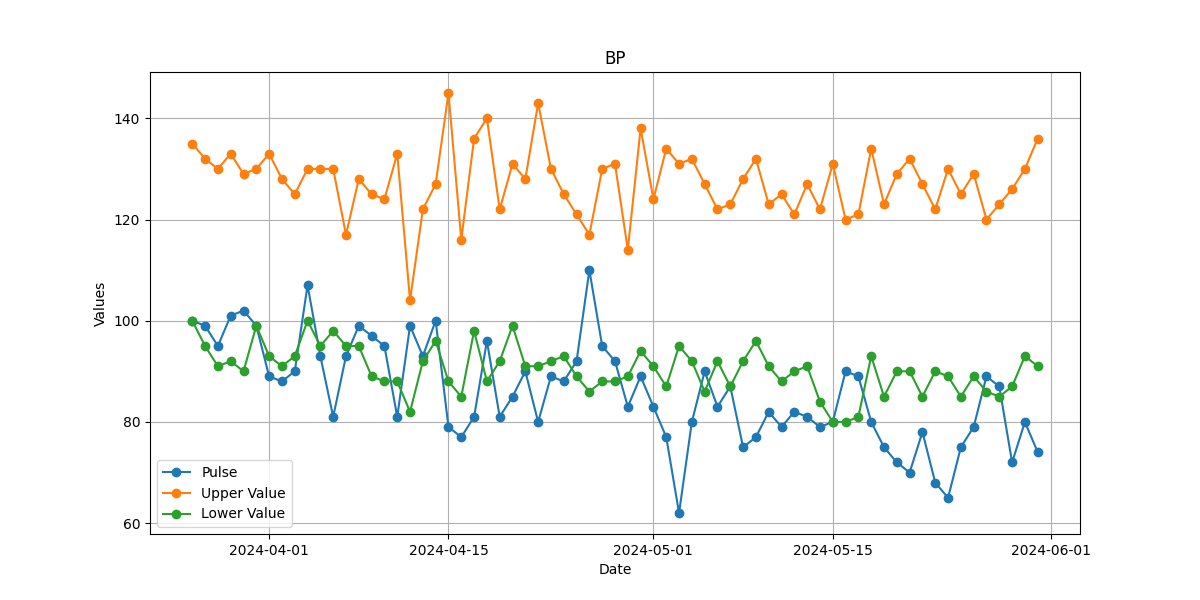 BP
140
120
100
80
60
Values
Pulse
Upper Value
Lower Value
2024-04-01
2024-04-15
2024-05-01
2024-05-15
2024-06-01
Date